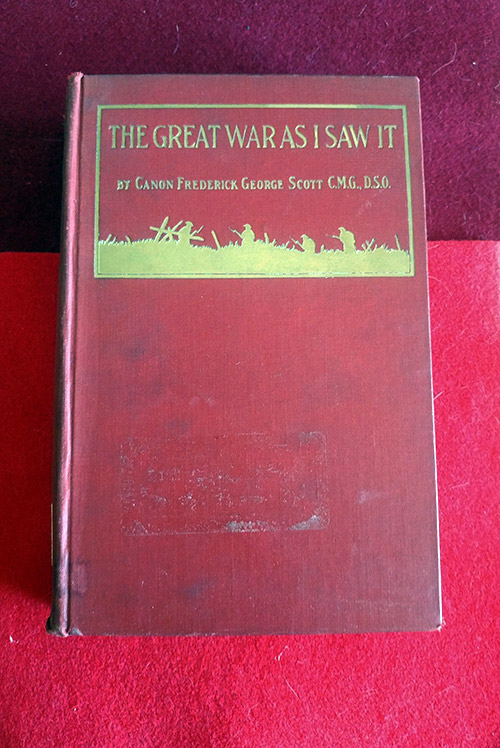 THE GREAT WAR AS I SAW IT
BY CANON FREDERICK GEORGE SCOTT C.M.G., D.S.O.